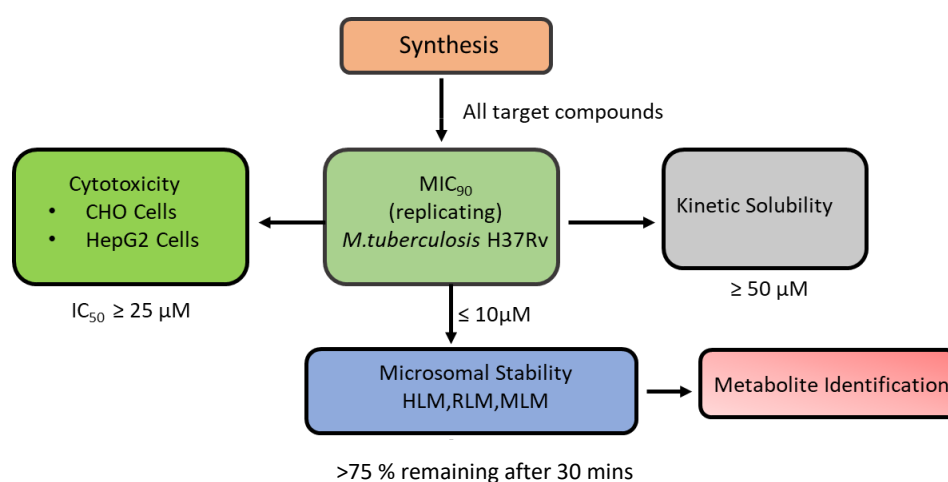 Synthesis
All target compounds
Cytotoxicity
• CHO Cells
• HepG2 Cells
IC₅₀ ≥ 25 µM
MIC₉₀
(replicating)
M.tuberculosis H37Rv
Kinetic Solubility
≥ 50 µM
≤ 10µM
Microsomal Stability
HLM,RLM,MLM
Metabolite Identification
>75 % remaining after 30 mins